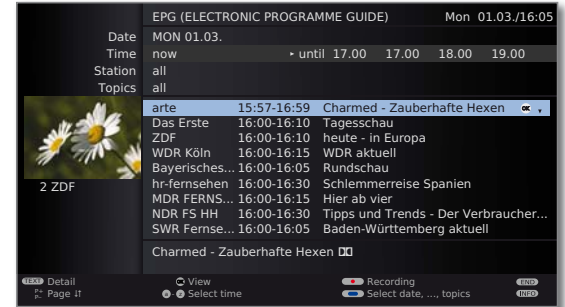 EPG (ELECTRONIC PROGRAMME GUIDE) Mon 01.03./16:05
Date MON 01.03.
Time now ▸ until 17.00 17.00 18.00 19.00
Station all
Topics all
arte 15:57-16:59 Charmed - Zauberhafte Hexen OK
Das Erste 16:00-16:10 Tagesschau
ZDF 16:00-16:10 heute - in Europa
WDR Köln 16:00-16:15 WDR aktuell
Bayerisches... 16:00-16:05 Rundschau
hr-fernsehen 16:00-16:30 Schlemmerreise Spanien
MDR FERNS... 16:00-16:15 Hier ab vier
NDR FS HH 16:00-16:30 Tipps und Trends - Der Verbraucher...
SWR Fernse... 16:00-16:05 Baden-Württemberg aktuell
2 ZDF
Charmed - Zauberhafte Hexen
TEXT Detail OK View Recording END
P+ P- Page Select time Select date, ..., topics INFO